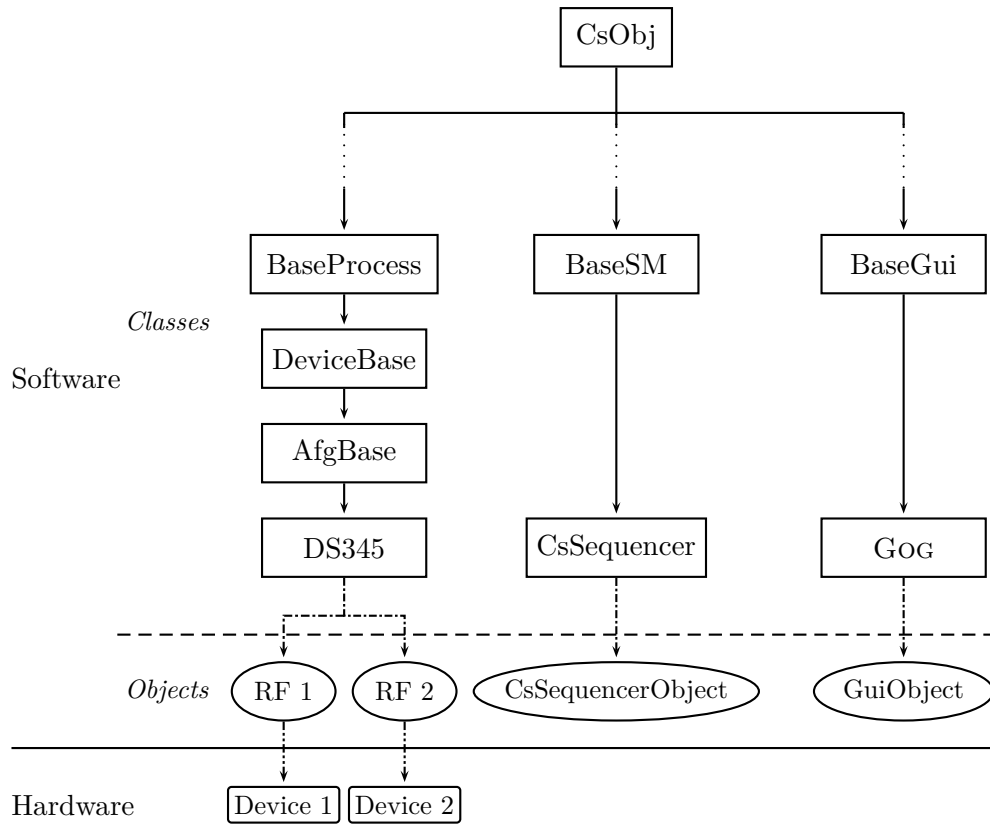 CsObj
BaseProcess
BaseSM
BaseGui
Classes
DeviceBase
Software
AfgBase
DS345
CsSequencer
GOG
Objects
RF 1
RF 2
CsSequencerObject
GuiObject
Hardware
Device 1
Device 2